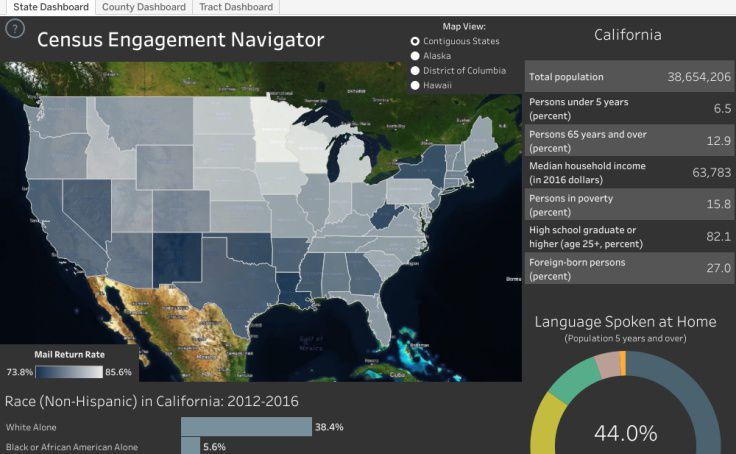 State Dashboard
County Dashboard
Tract Dashboard
?
Census Engagement Navigator
Map View:
Contiguous States
Alaska
District of Columbia
Hawaii
California
Total population 38,654,206
Persons under 5 years
(percent) 6.5
Persons 65 years and over
(percent) 12.9
Median household income
(in 2016 dollars) 63,783
Persons in poverty
(percent) 15.8
High school graduate or
higher (age 25+, percent) 82.1
Foreign-born persons
(percent) 27.0
Gulf of
Mexico
México
Cuba
Mail Return Rate
73.8% 85.6%
Language Spoken at Home
(Population 5 years and over)
44.0%
Race (Non-Hispanic) in California: 2012-2016
White Alone 38.4%
Black or African American Alone 5.6%